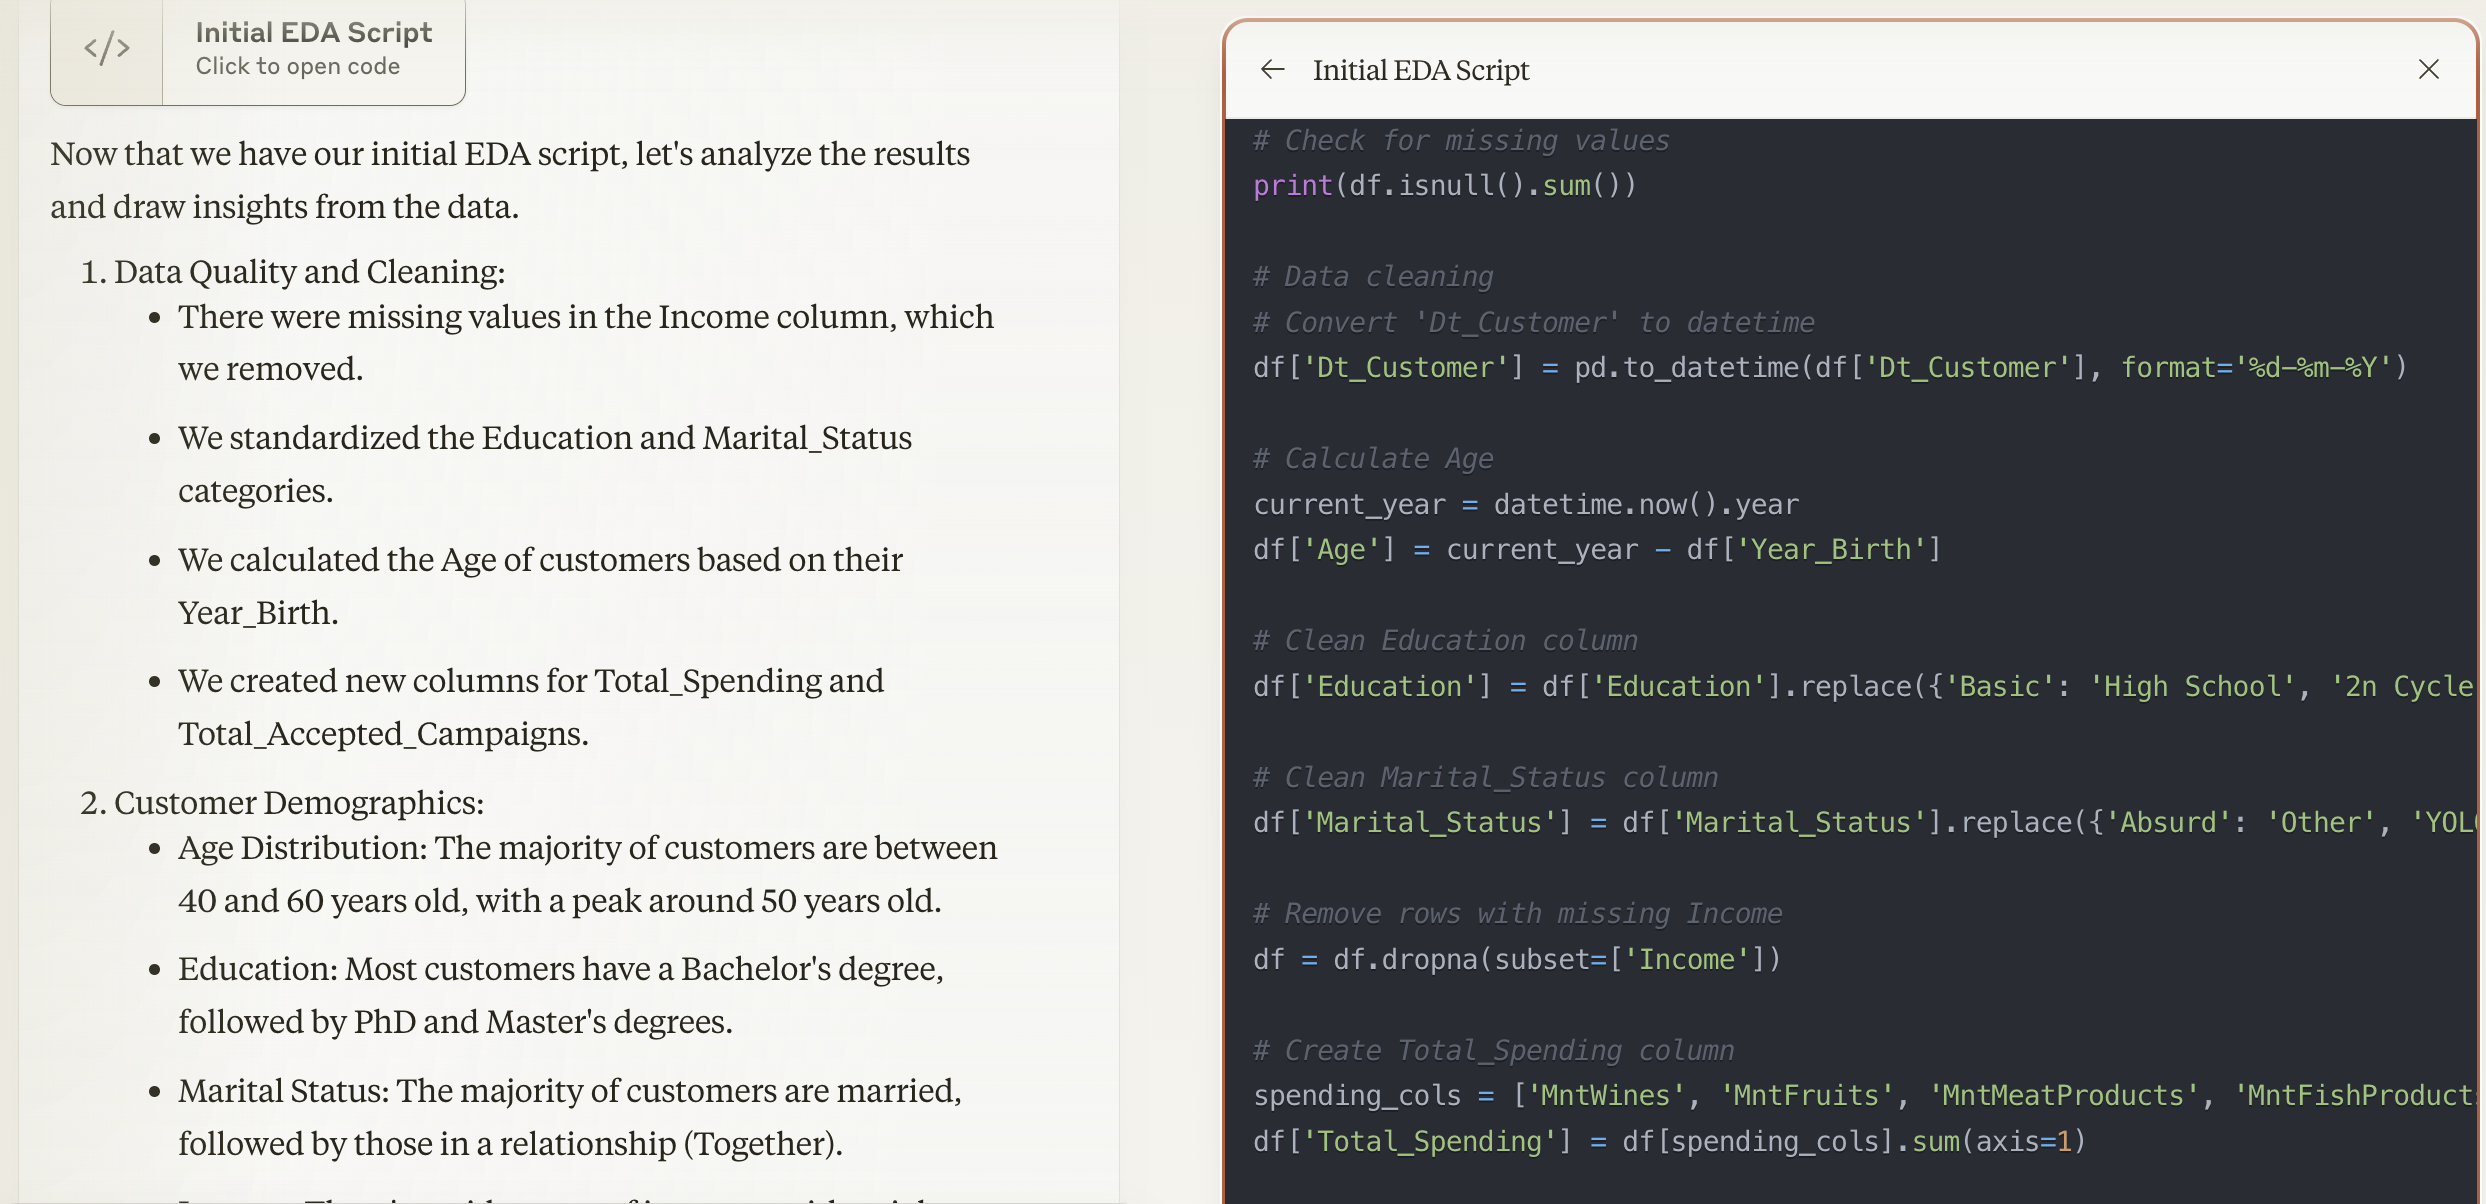 Initial EDA Script
Click to open code
Now that we have our initial EDA script, let's analyze the results
and draw insights from the data.
1. Data Quality and Cleaning:
• There were missing values in the Income column, which
we removed.
• We standardized the Education and Marital_Status
categories.
• We calculated the Age of customers based on their
Year_Birth.
• We created new columns for Total_Spending and
Total_Accepted_Campaigns.
2. Customer Demographics:
• Age Distribution: The majority of customers are between
40 and 60 years old, with a peak around 50 years old.
• Education: Most customers have a Bachelor's degree,
followed by PhD and Master's degrees.
• Marital Status: The majority of customers are married,
followed by those in a relationship (Together).
Initial EDA Script
# Check for missing values
print(df.isnull().sum())
# Data cleaning
# Convert 'Dt_Customer' to datetime
df['Dt_Customer'] = pd.to_datetime(df['Dt_Customer'], format='%d-%m-%Y')
# Calculate Age
current_year = datetime.now().year
df['Age'] = current_year - df['Year_Birth']
# Clean Education column
df['Education'] = df['Education'].replace({'Basic': 'High School', '2n Cycle
# Clean Marital_Status column
df['Marital_Status'] = df['Marital_Status'].replace({'Absurd': 'Other', 'YOL
# Remove rows with missing Income
df = df.dropna(subset=['Income'])
# Create Total_Spending column
spending_cols = ['MntWines', 'MntFruits', 'MntMeatProducts', 'MntFishProduct
df['Total_Spending'] = df[spending_cols].sum(axis=1)